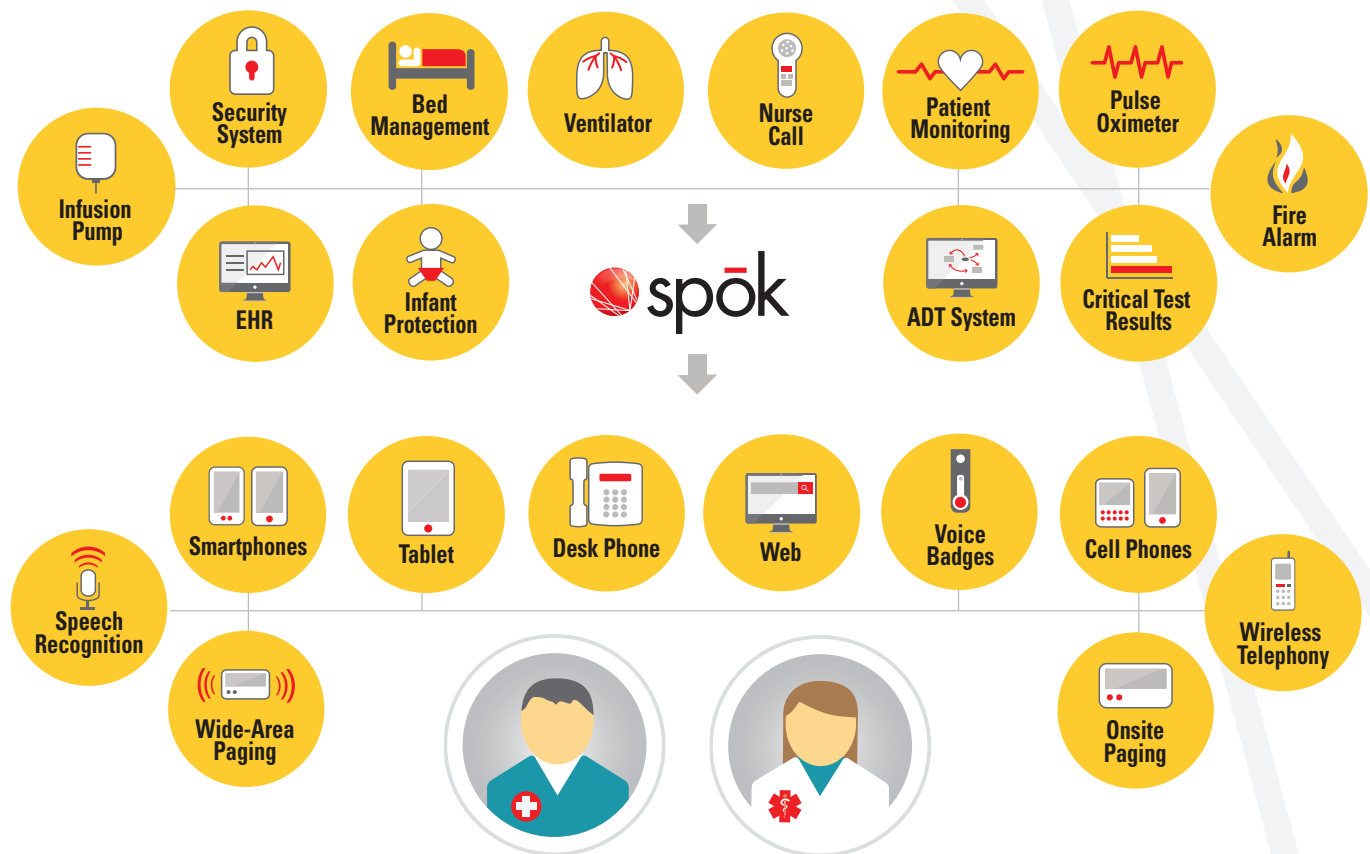 Security
System
Bed
Management
Ventilator
Nurse
Call
Patient
Monitoring
Pulse
Oximeter
Infusion
Pump
Fire
Alarm
EHR
Infant
Protection
spōk
ADT System
Critical Test
Results
Smartphones
Tablet
Desk Phone
Web
Voice
Badges
Cell Phones
Speech
Recognition
Wireless
Telephony
Wide-Area
Paging
Onsite
Paging